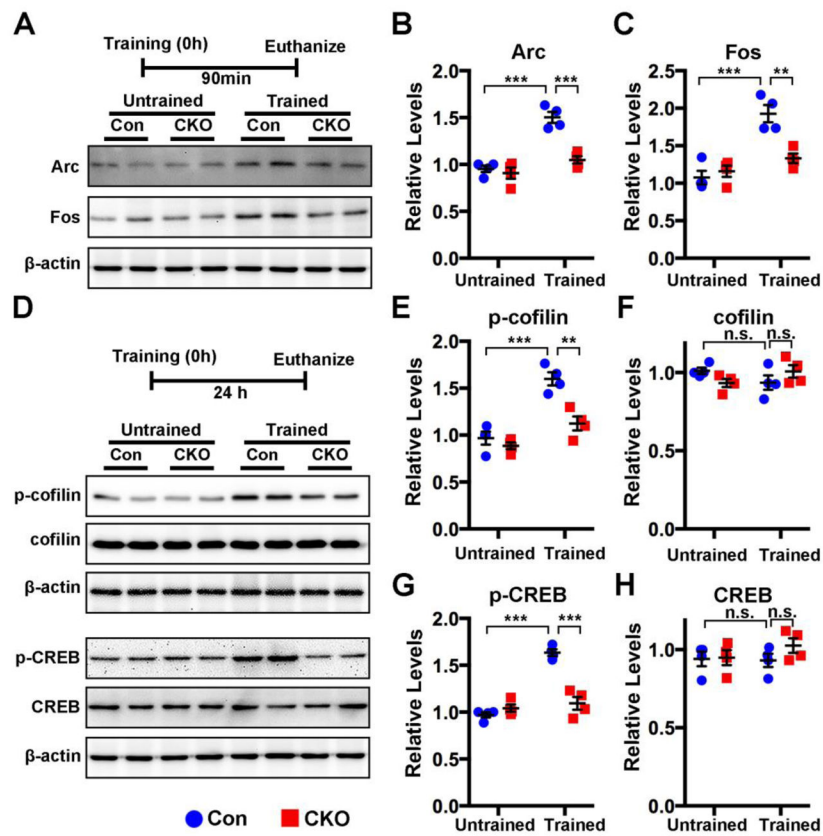 A
Training (0h) Euthanize
90min
Untrained Trained
Con CKO Con CKO
Arc
Fos
β-actin
B
Arc
Relative Levels
2.0
1.5
1.0
0.5
0.0
*** ***
Untrained Trained
C
Fos
Relative Levels
2.5
2.0
1.5
1.0
0.5
0.0
*** **
Untrained Trained
D
Training (0h) Euthanize
24 h
Untrained Trained
Con CKO Con CKO
p-cofilin
cofilin
β-actin
p-CREB
CREB
β-actin
E
p-cofilin
Relative Levels
2.0
1.5
1.0
0.5
0.0
*** **
Untrained Trained
F
cofilin
Relative Levels
1.0
0.5
0.0
n.s. n.s.
Untrained Trained
G
p-CREB
Relative Levels
2.0
1.5
1.0
0.5
0.0
*** ***
Untrained Trained
H
CREB
Relative Levels
1.0
0.5
0.0
n.s. n.s.
Untrained Trained
Con CKO